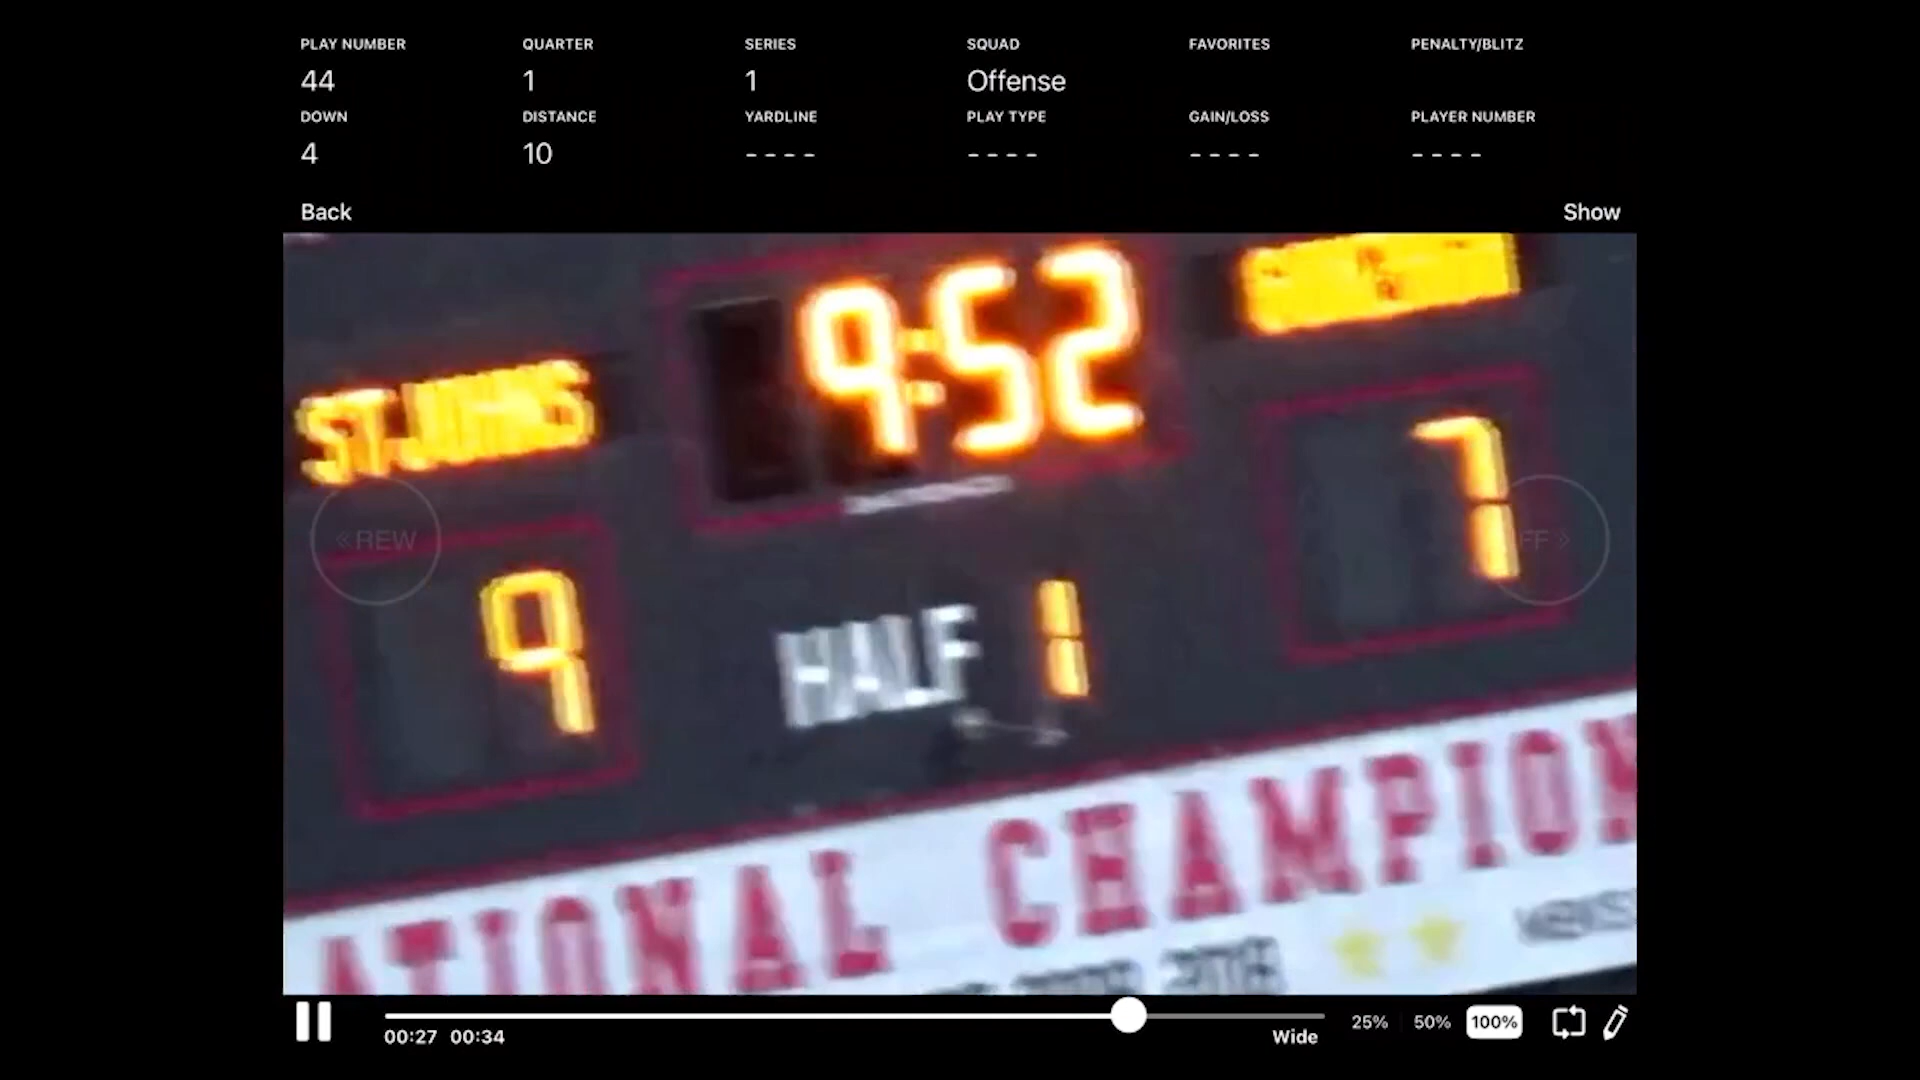 PLAY NUMBER QUARTER SERIES SQUAD FAVORITES PENALTY/BLITZ
44 1 1 Offense
DOWN DISTANCE YARDLINE PLAY TYPE GAIN/LOSS PLAYER NUMBER
4 10 ---- ---- ---- ----
Back Show
9:52
ST.JOHNS
7
«REW FF»
9
HALF 1
ATIONAL CHAMPION
00:27 00:34 Wide 25% 50% 100%